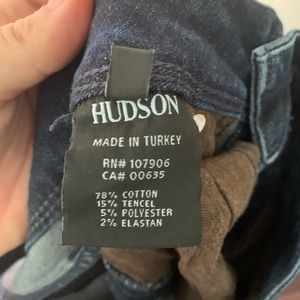 HUDSON
MADE IN TURKEY
RN# 107906
CA# 00635
78% COTTON
15% TENCEL
5% POLYESTER
2% ELASTAN